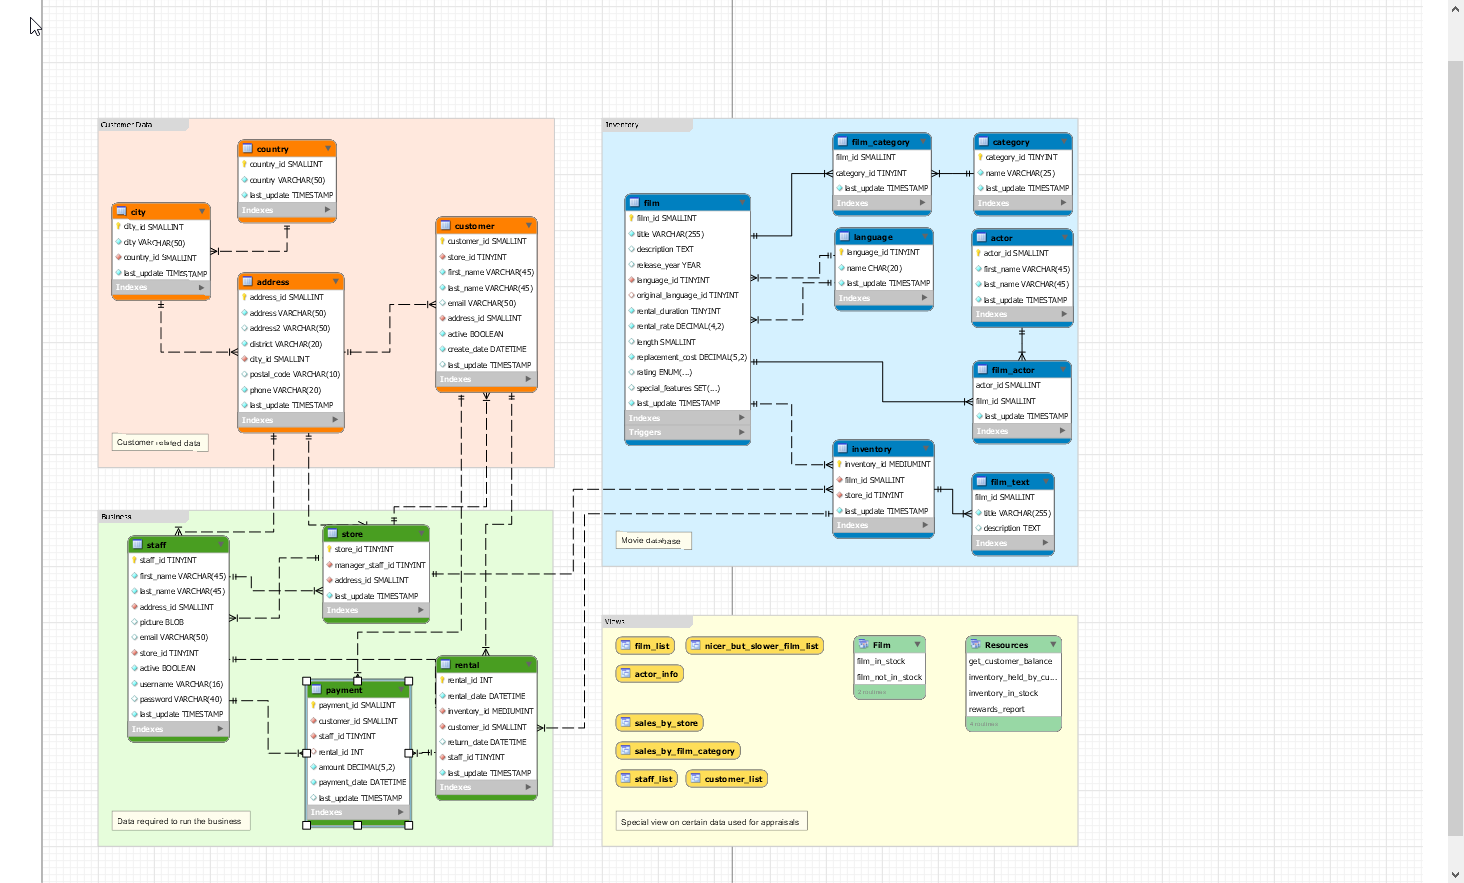 Customer Data
country
country_id SMALLINT
country VARCHAR(50)
last_update TIMESTAMP
Indexes
city
city_id SMALLINT
city VARCHAR(50)
country_id SMALLINT
last_update TIMESTAMP
Indexes
address
address_id SMALLINT
address VARCHAR(50)
address2 VARCHAR(50)
district VARCHAR(20)
city_id SMALLINT
postal_code VARCHAR(10)
phone VARCHAR(20)
last_update TIMESTAMP
Indexes
customer
customer_id SMALLINT
store_id TINYINT
first_name VARCHAR(45)
last_name VARCHAR(45)
email VARCHAR(50)
address_id SMALLINT
active BOOLEAN
create_date DATETIME
last_update TIMESTAMP
Indexes
Customer related data
Inventory
film
film_id SMALLINT
title VARCHAR(255)
description TEXT
release_year YEAR
language_id TINYINT
original_language_id TINYINT
rental_duration TINYINT
rental_rate DECIMAL(4,2)
length SMALLINT
replacement_cost DECIMAL(5,2)
rating ENUM(...)
special_features SET(...)
last_update TIMESTAMP
Indexes
Triggers
film_category
film_id SMALLINT
category_id TINYINT
last_update TIMESTAMP
Indexes
category
category_id TINYINT
name VARCHAR(25)
last_update TIMESTAMP
Indexes
language
language_id TINYINT
name CHAR(20)
last_update TIMESTAMP
Indexes
actor
actor_id SMALLINT
first_name VARCHAR(45)
last_name VARCHAR(45)
last_update TIMESTAMP
Indexes
film_actor
actor_id SMALLINT
film_id SMALLINT
last_update TIMESTAMP
Indexes
inventory
inventory_id MEDIUMINT
film_id SMALLINT
store_id TINYINT
last_update TIMESTAMP
Indexes
film_text
film_id SMALLINT
title VARCHAR(255)
description TEXT
Indexes
Movie database
Business
staff
staff_id TINYINT
first_name VARCHAR(45)
last_name VARCHAR(45)
address_id SMALLINT
picture BLOB
email VARCHAR(50)
store_id TINYINT
active BOOLEAN
username VARCHAR(16)
password VARCHAR(40)
last_update TIMESTAMP
Indexes
store
store_id TINYINT
manager_staff_id TINYINT
address_id SMALLINT
last_update TIMESTAMP
Indexes
payment
payment_id SMALLINT
customer_id SMALLINT
staff_id TINYINT
rental_id INT
amount DECIMAL(5,2)
payment_date DATETIME
last_update TIMESTAMP
Indexes
rental
rental_id INT
rental_date DATETIME
inventory_id MEDIUMINT
customer_id SMALLINT
return_date DATETIME
staff_id TINYINT
last_update TIMESTAMP
Indexes
Data required to run the business
Views
film_list
nicer_but_slower_film_list
actor_info
sales_by_store
sales_by_film_category
staff_list
customer_list
Film
film_in_stock
film_not_in_stock
2 routines
Resources
get_customer_balance
inventory_held_by_cu...
inventory_in_stock
rewards_report
4 routines
Special view on certain data used for appraisals